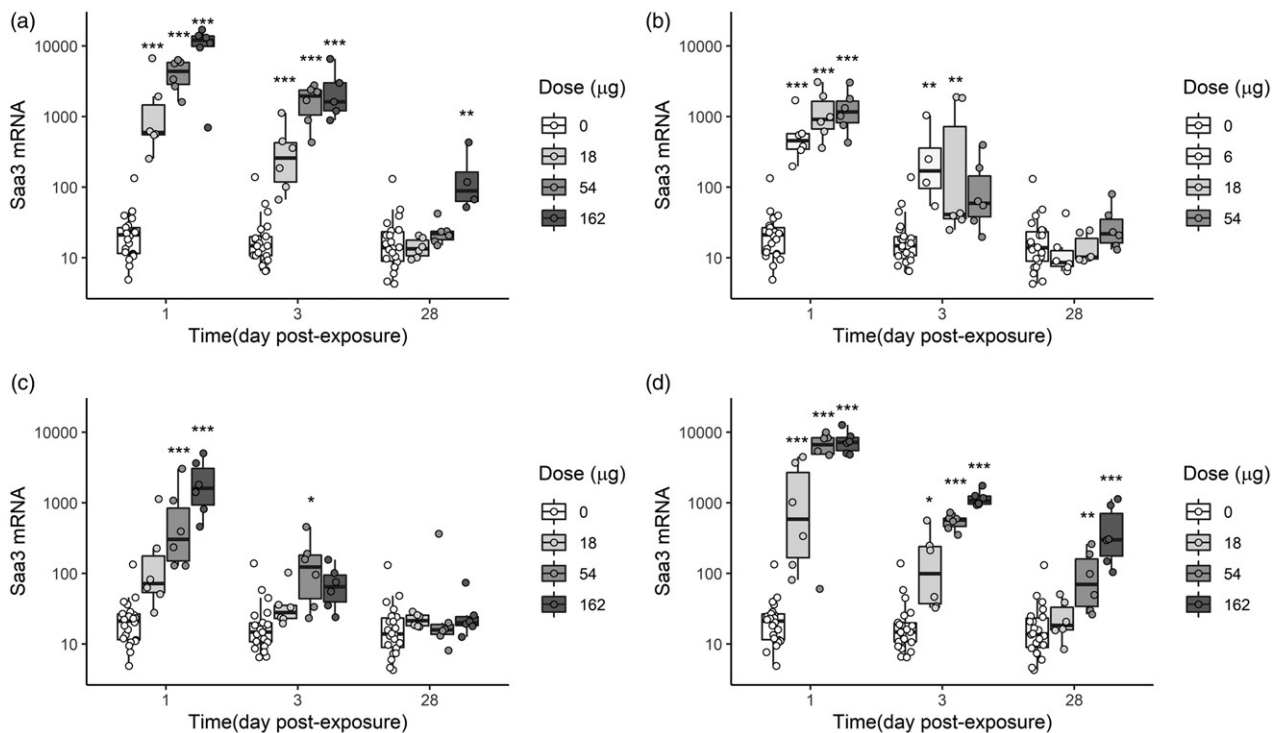 (a)
*** *** ***
*** *** ***
**
10000
1000
100
10
Saa3 mRNA
1 3 28
Time(day post-exposure)
Dose (μg)
0
18
54
162
(b)
*** *** ***
** **
10000
1000
100
10
Saa3 mRNA
1 3 28
Time(day post-exposure)
Dose (μg)
0
6
18
54
(c)
*** ***
*
10000
1000
100
10
Saa3 mRNA
1 3 28
Time(day post-exposure)
Dose (μg)
0
18
54
162
(d)
*** *** ***
* *** ***
** ***
10000
1000
100
10
Saa3 mRNA
1 3 28
Time(day post-exposure)
Dose (μg)
0
18
54
162